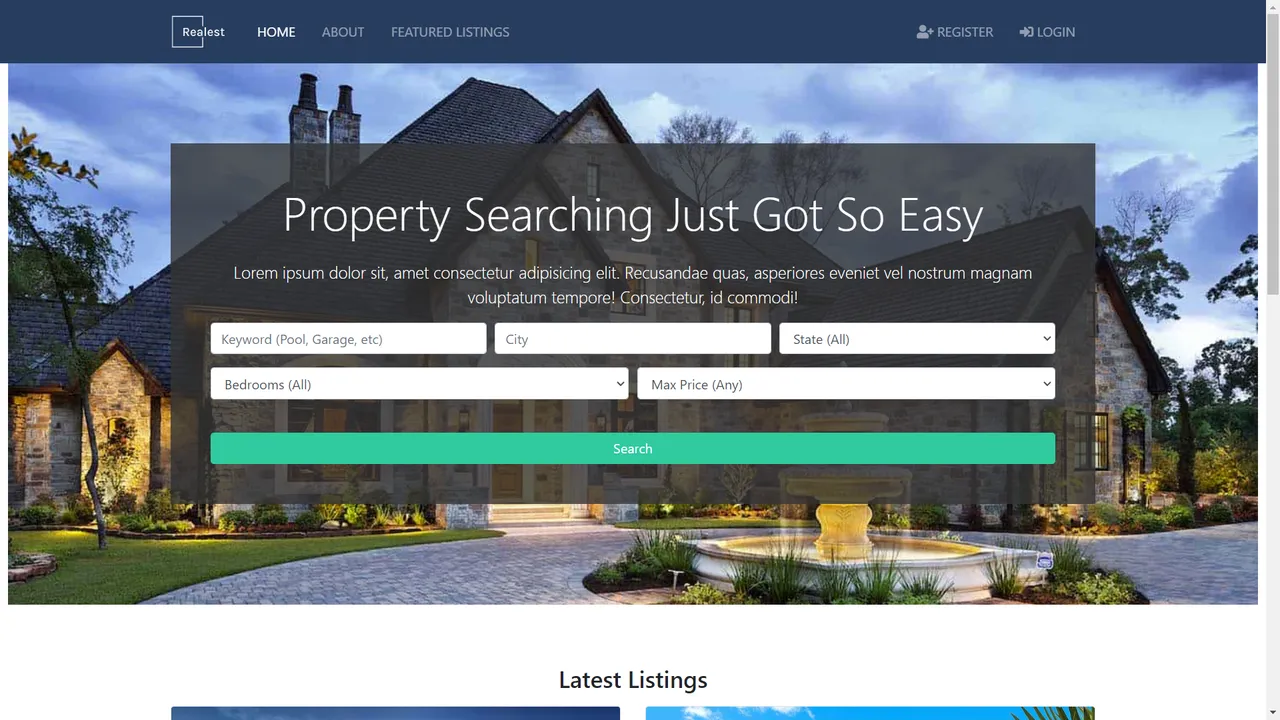 Realest
HOME
ABOUT
FEATURED LISTINGS
REGISTER
LOGIN
Property Searching Just Got So Easy
Lorem ipsum dolor sit, amet consectetur adipisicing elit. Recusandae quas, asperiores eveniet vel nostrum magnam
voluptatum tempore! Consectetur, id commodi!
Keyword (Pool, Garage, etc)
City
State (All)
Bedrooms (All)
Max Price (Any)
Search
Latest Listings